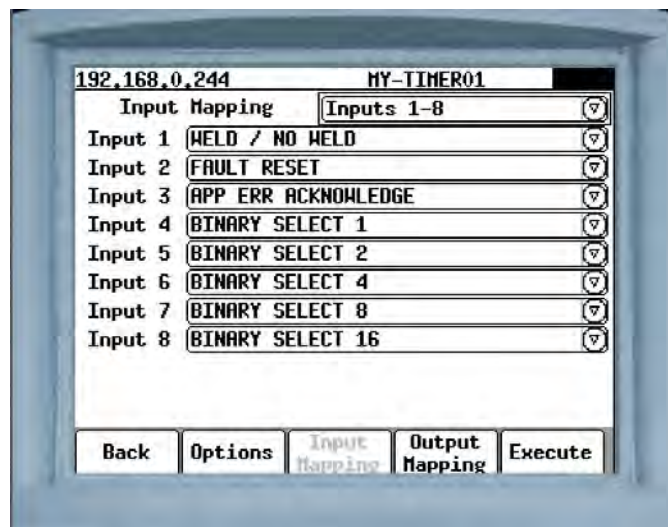 192.168.0.244 MY-TIMER01
Input Mapping Inputs 1-8
Input 1 WELD / NO WELD
Input 2 FAULT RESET
Input 3 APP ERR ACKNOWLEDGE
Input 4 BINARY SELECT 1
Input 5 BINARY SELECT 2
Input 6 BINARY SELECT 4
Input 7 BINARY SELECT 8
Input 8 BINARY SELECT 16
Back Options Input Mapping Output Mapping Execute